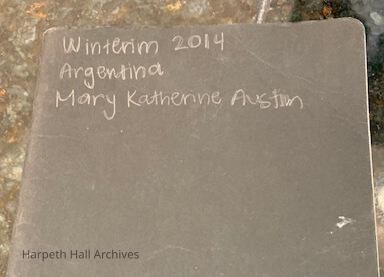 Winterim 2014
Argentina
Mary Katherine Austin
Harpeth Hall Archives